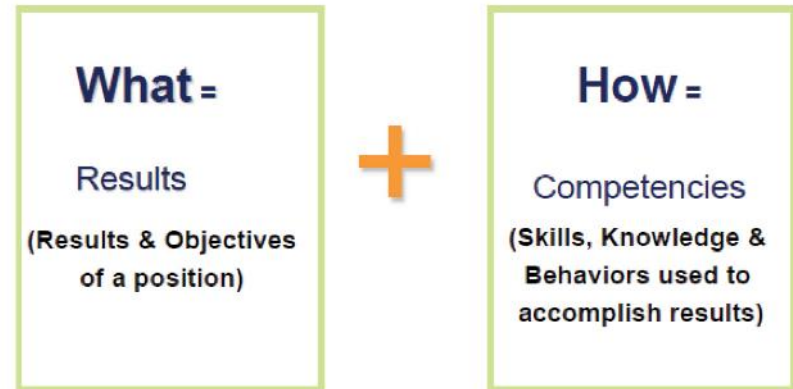 What =
Results
(Results & Objectives
of a position)
+
How =
Competencies
(Skills, Knowledge &
Behaviors used to
accomplish results)